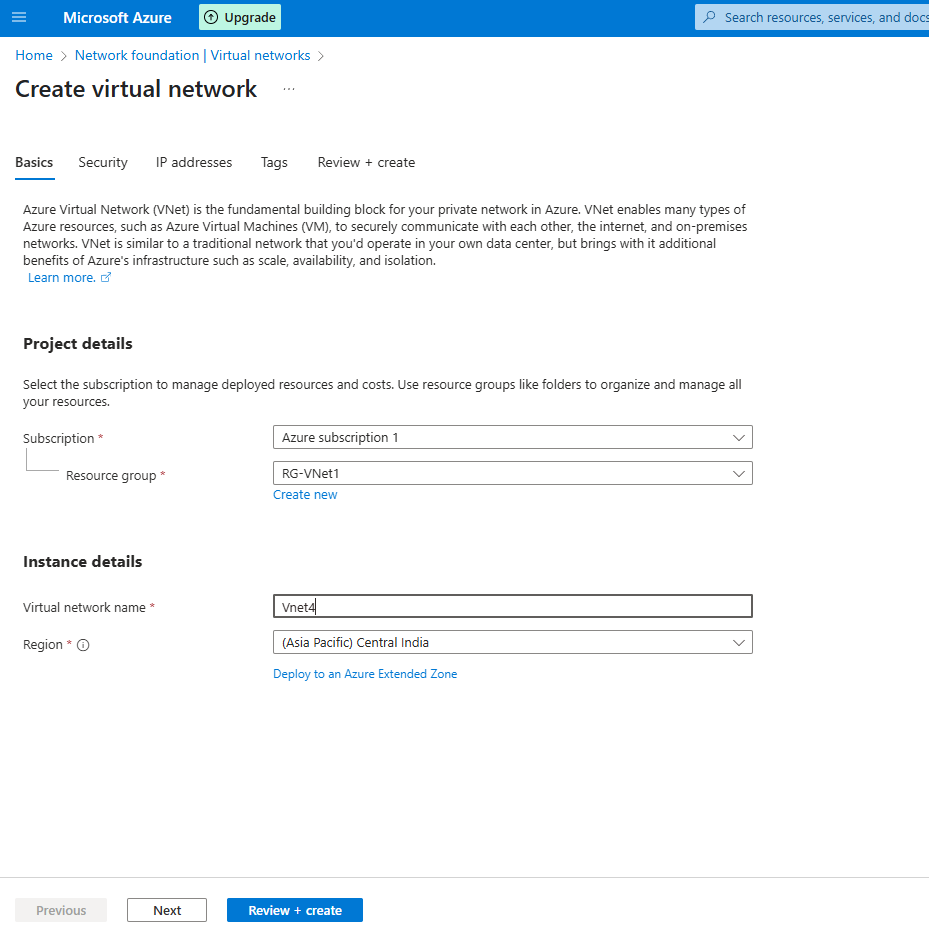 Microsoft Azure
Upgrade
Search resources, services, and docs
Home > Network foundation | Virtual networks >
Create virtual network ...
Basics Security IP addresses Tags Review + create
Azure Virtual Network (VNet) is the fundamental building block for your private network in Azure. VNet enables many types of
Azure resources, such as Azure Virtual Machines (VM), to securely communicate with each other, the internet, and on-premises
networks. VNet is similar to a traditional network that you'd operate in your own data center, but brings with it additional
benefits of Azure's infrastructure such as scale, availability, and isolation.
Learn more.
Project details
Select the subscription to manage deployed resources and costs. Use resource groups like folders to organize and manage all
your resources.
Subscription * Azure subscription 1
Resource group * RG-VNet1
Create new
Instance details
Virtual network name * Vnet4
Region * (Asia Pacific) Central India
Deploy to an Azure Extended Zone
Previous Next Review + create